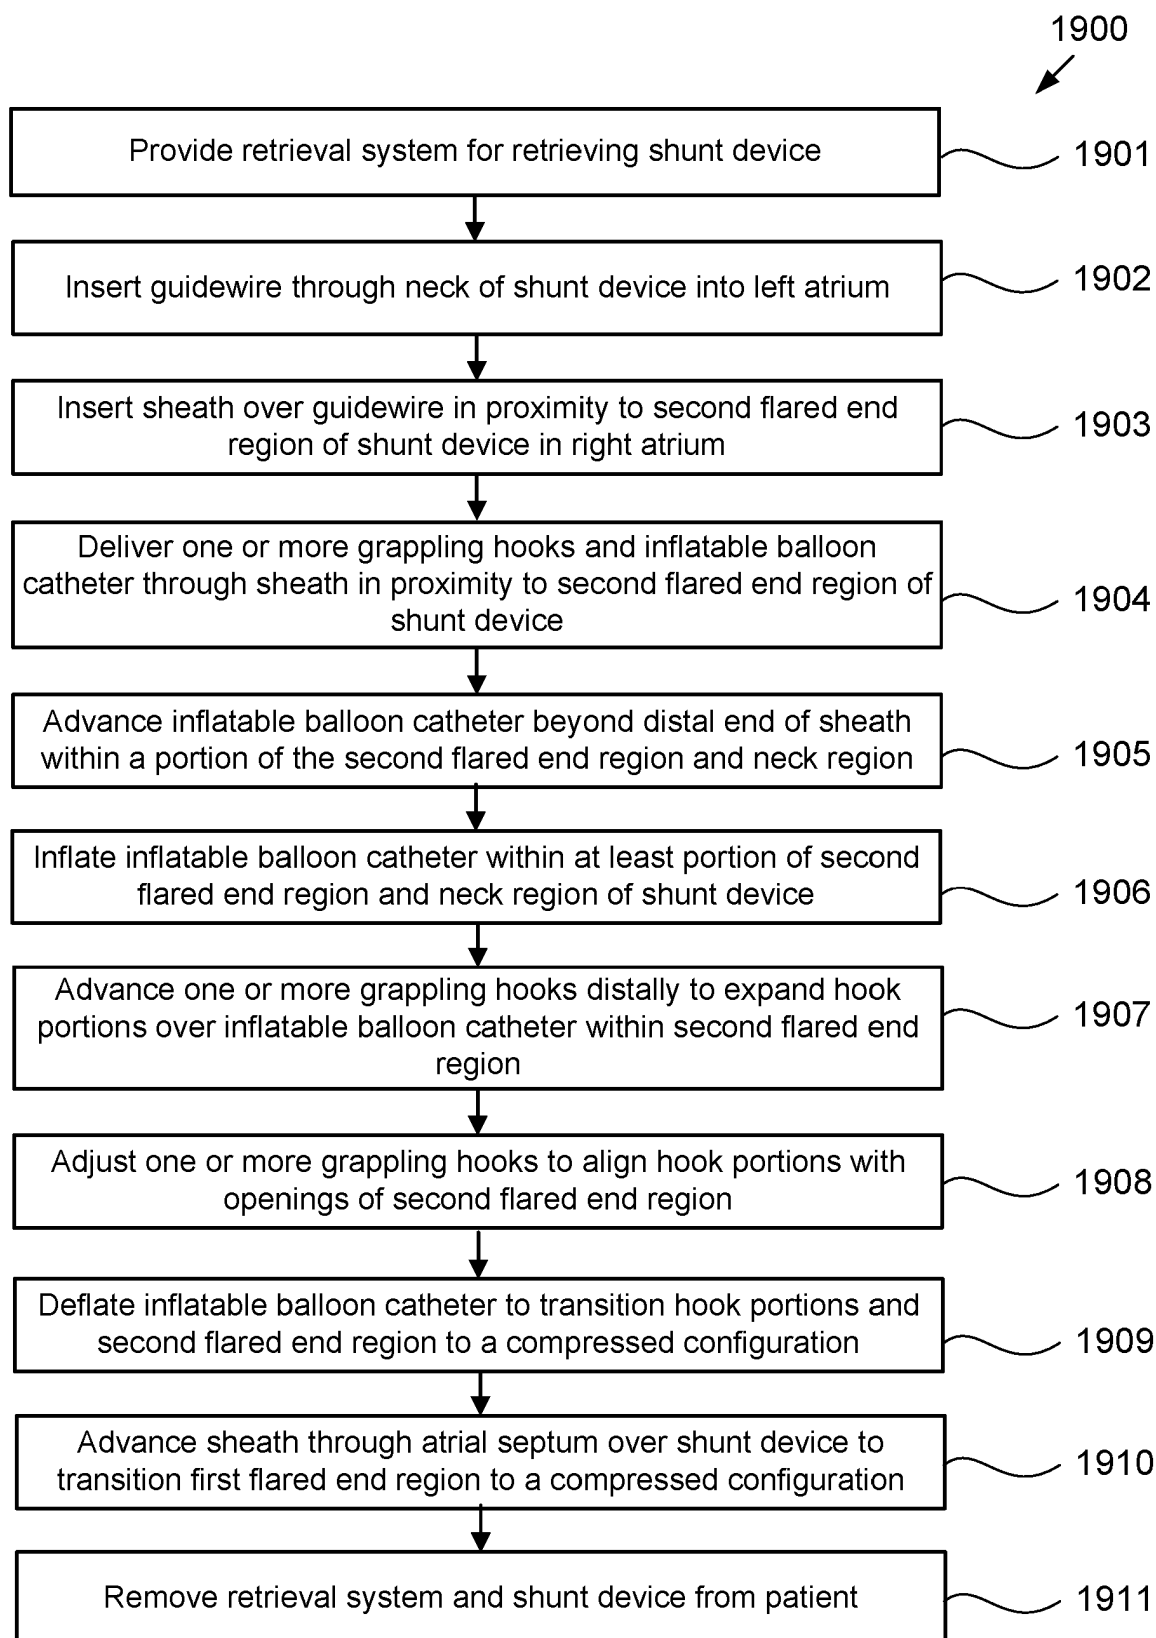 1900
Provide retrieval system for retrieving shunt device
1901
Insert guidewire through neck of shunt device into left atrium
1902
Insert sheath over guidewire in proximity to second flared end
region of shunt device in right atrium
1903
Deliver one or more grappling hooks and inflatable balloon
catheter through sheath in proximity to second flared end region of
shunt device
1904
Advance inflatable balloon catheter beyond distal end of sheath
within a portion of the second flared end region and neck region
1905
Inflate inflatable balloon catheter within at least portion of second
flared end region and neck region of shunt device
1906
Advance one or more grappling hooks distally to expand hook
portions over inflatable balloon catheter within second flared end
region
1907
Adjust one or more grappling hooks to align hook portions with
openings of second flared end region
1908
Deflate inflatable balloon catheter to transition hook portions and
second flared end region to a compressed configuration
1909
Advance sheath through atrial septum over shunt device to
transition first flared end region to a compressed configuration
1910
Remove retrieval system and shunt device from patient
1911